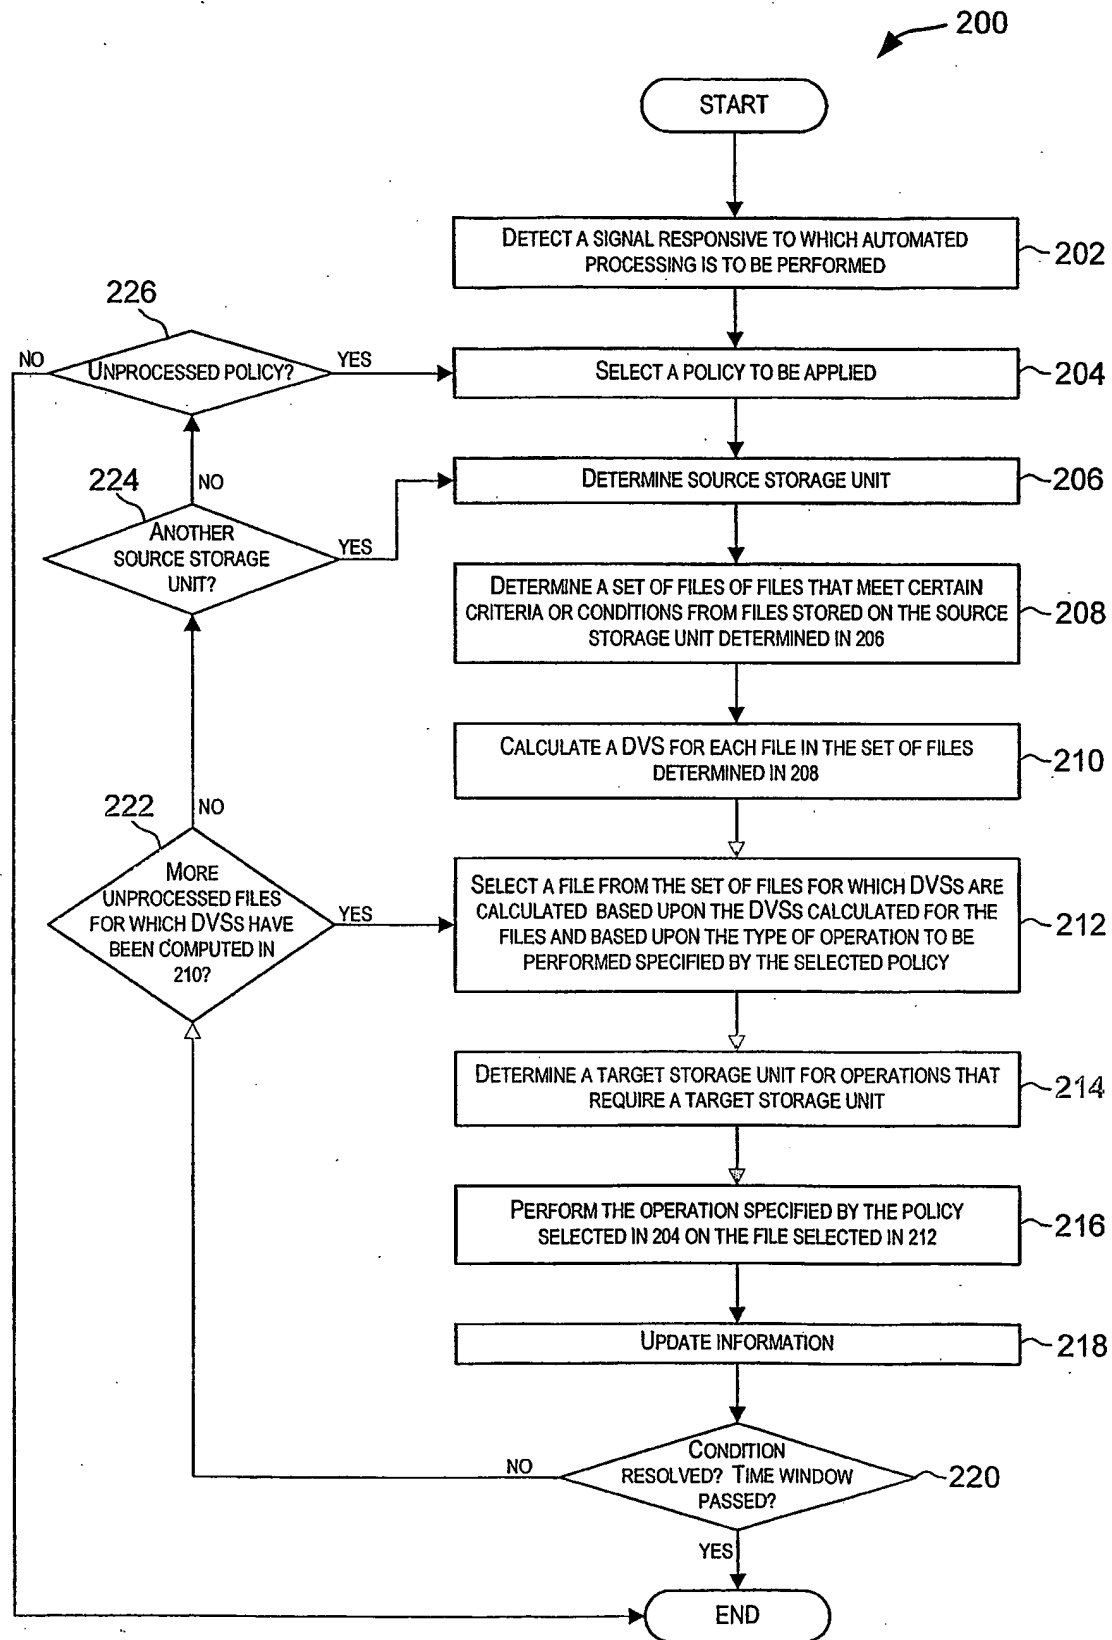 200
START
DETECT A SIGNAL RESPONSIVE TO WHICH AUTOMATED
PROCESSING IS TO BE PERFORMED
202
226
NO
UNPROCESSED POLICY?
YES
SELECT A POLICY TO BE APPLIED
204
224
NO
DETERMINE SOURCE STORAGE UNIT
206
ANOTHER
SOURCE STORAGE
UNIT?
YES
DETERMINE A SET OF FILES OF FILES THAT MEET CERTAIN
CRITERIA OR CONDITIONS FROM FILES STORED ON THE SOURCE
STORAGE UNIT DETERMINED IN 206
208
CALCULATE A DVS FOR EACH FILE IN THE SET OF FILES
DETERMINED IN 208
210
222
NO
MORE
UNPROCESSED FILES
FOR WHICH DVSS HAVE
BEEN COMPUTED IN
210?
YES
SELECT A FILE FROM THE SET OF FILES FOR WHICH DVSS ARE
CALCULATED BASED UPON THE DVSS CALCULATED FOR THE
FILES AND BASED UPON THE TYPE OF OPERATION TO BE
PERFORMED SPECIFIED BY THE SELECTED POLICY
212
DETERMINE A TARGET STORAGE UNIT FOR OPERATIONS THAT
REQUIRE A TARGET STORAGE UNIT
214
PERFORM THE OPERATION SPECIFIED BY THE POLICY
SELECTED IN 204 ON THE FILE SELECTED IN 212
216
UPDATE INFORMATION
218
NO
CONDITION
RESOLVED? TIME WINDOW
PASSED?
220
YES
END